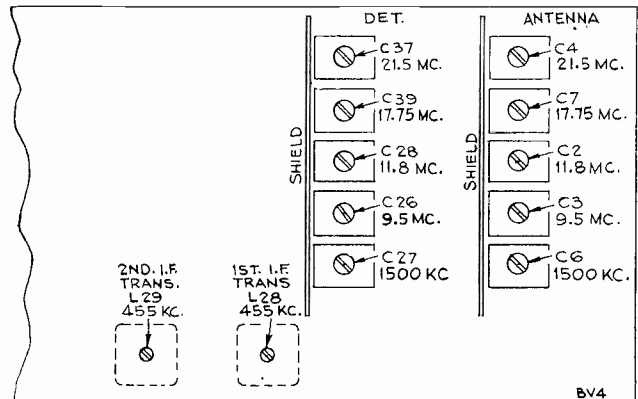 DET.
C37
21.5 MC.
C39
17.75 MC.
C28
11.8 MC.
C26
9.5 MC.
C27
1500 KC
SHIELD
ANTENNA
C4
21.5 MC.
C7
17.75 MC.
C2
11.8 MC.
C3
9.5 MC.
C6
1500 KC.
SHIELD
2ND. I.F.
TRANS.
L29
455 KC.
1ST. I.F.
TRANS
L28
455 KC.
BV4